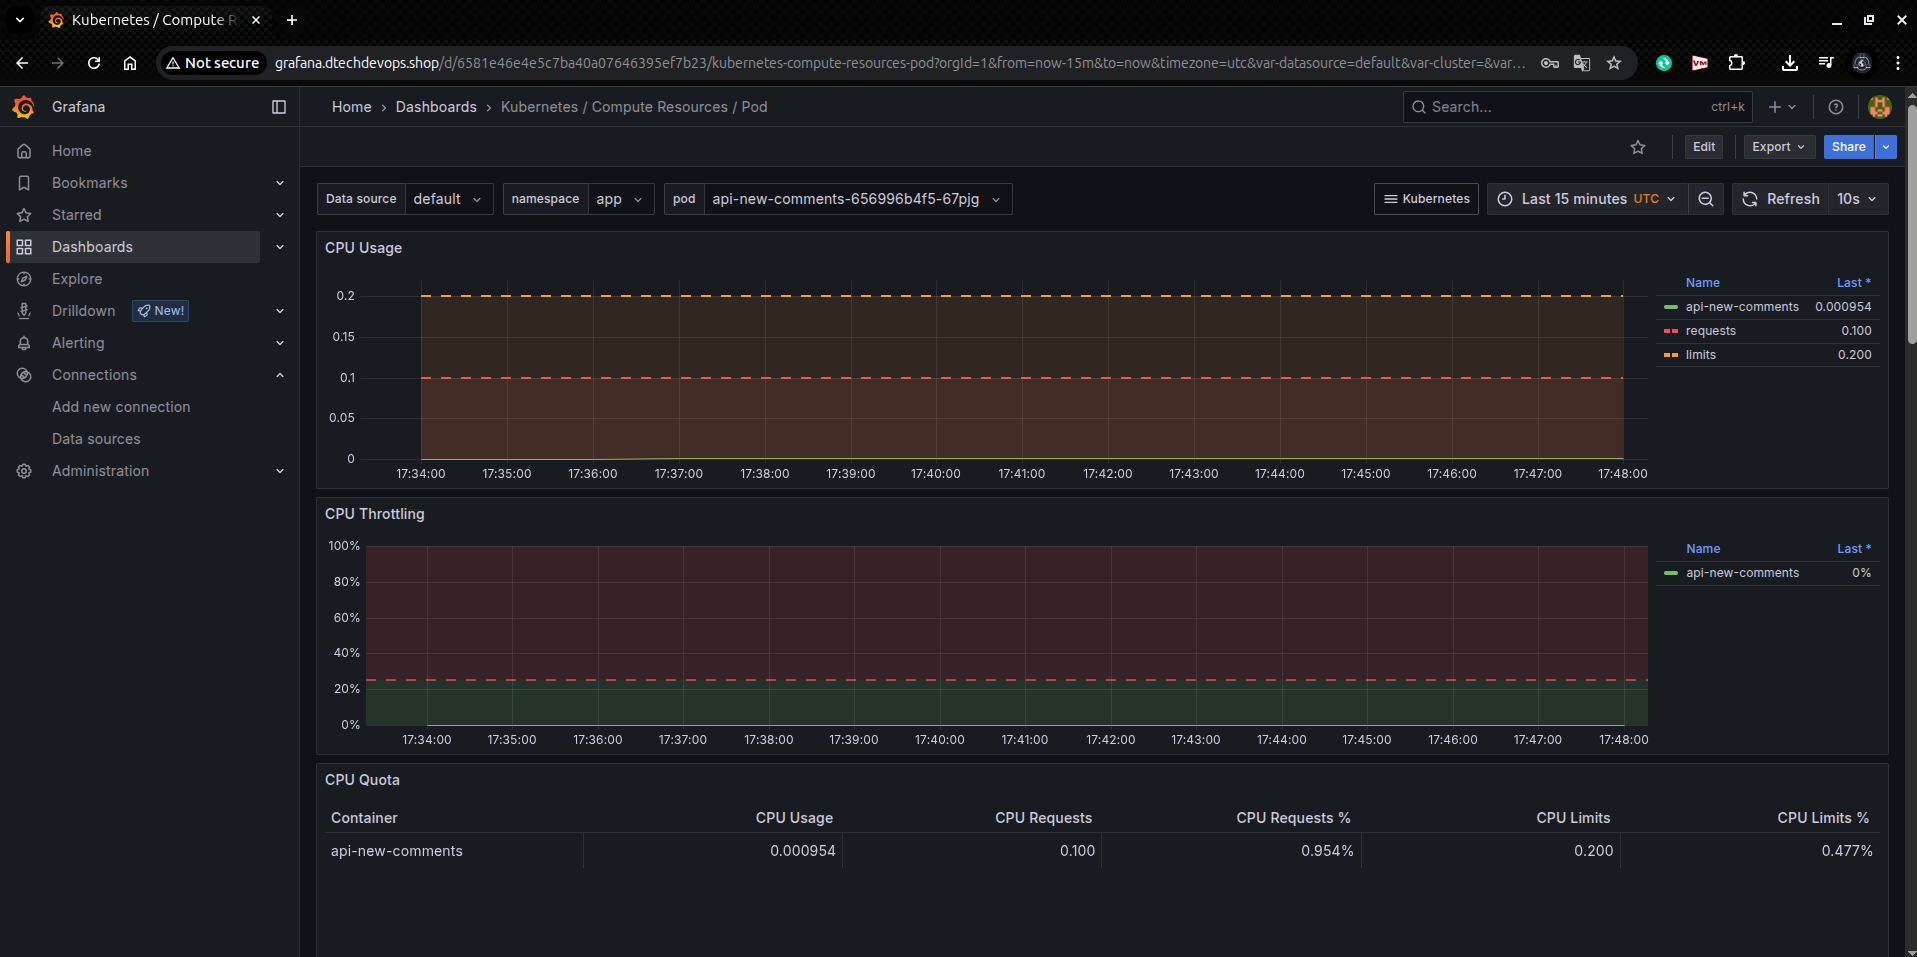 Kubernetes / Compute R
Not secure
grafana.dtechdevops.shop/d/6581e46e4e5c7ba40a07646395ef7b23/kubernetes-compute-resources-pod?orgId=1&from=now-15m&to=now&timezone=utc&var-datasource=default&var-cluster=&var...
VM
Grafana
Home › Dashboards › Kubernetes / Compute Resources / Pod
Search...
ctrl+k
Home
Bookmarks
Starred
Dashboards
Explore
Drilldown New!
Alerting
Connections
Add new connection
Data sources
Administration
Edit
Export
Share
Data source default
namespace app
pod api-new-comments-656996b4f5-67pjg
Kubernetes
Last 15 minutes UTC
Refresh 10s
CPU Usage
0.2
0.15
0.1
0.05
0
17:34:00 17:35:00 17:36:00 17:37:00 17:38:00 17:39:00 17:40:00 17:41:00 17:42:00 17:43:00 17:44:00 17:45:00 17:46:00 17:47:00 17:48:00
Name Last *
api-new-comments 0.000954
requests 0.100
limits 0.200
CPU Throttling
100%
80%
60%
40%
20%
0%
17:34:00 17:35:00 17:36:00 17:37:00 17:38:00 17:39:00 17:40:00 17:41:00 17:42:00 17:43:00 17:44:00 17:45:00 17:46:00 17:47:00 17:48:00
Name Last *
api-new-comments 0%
CPU Quota
Container CPU Usage CPU Requests CPU Requests % CPU Limits CPU Limits %
api-new-comments 0.000954 0.100 0.954% 0.200 0.477%